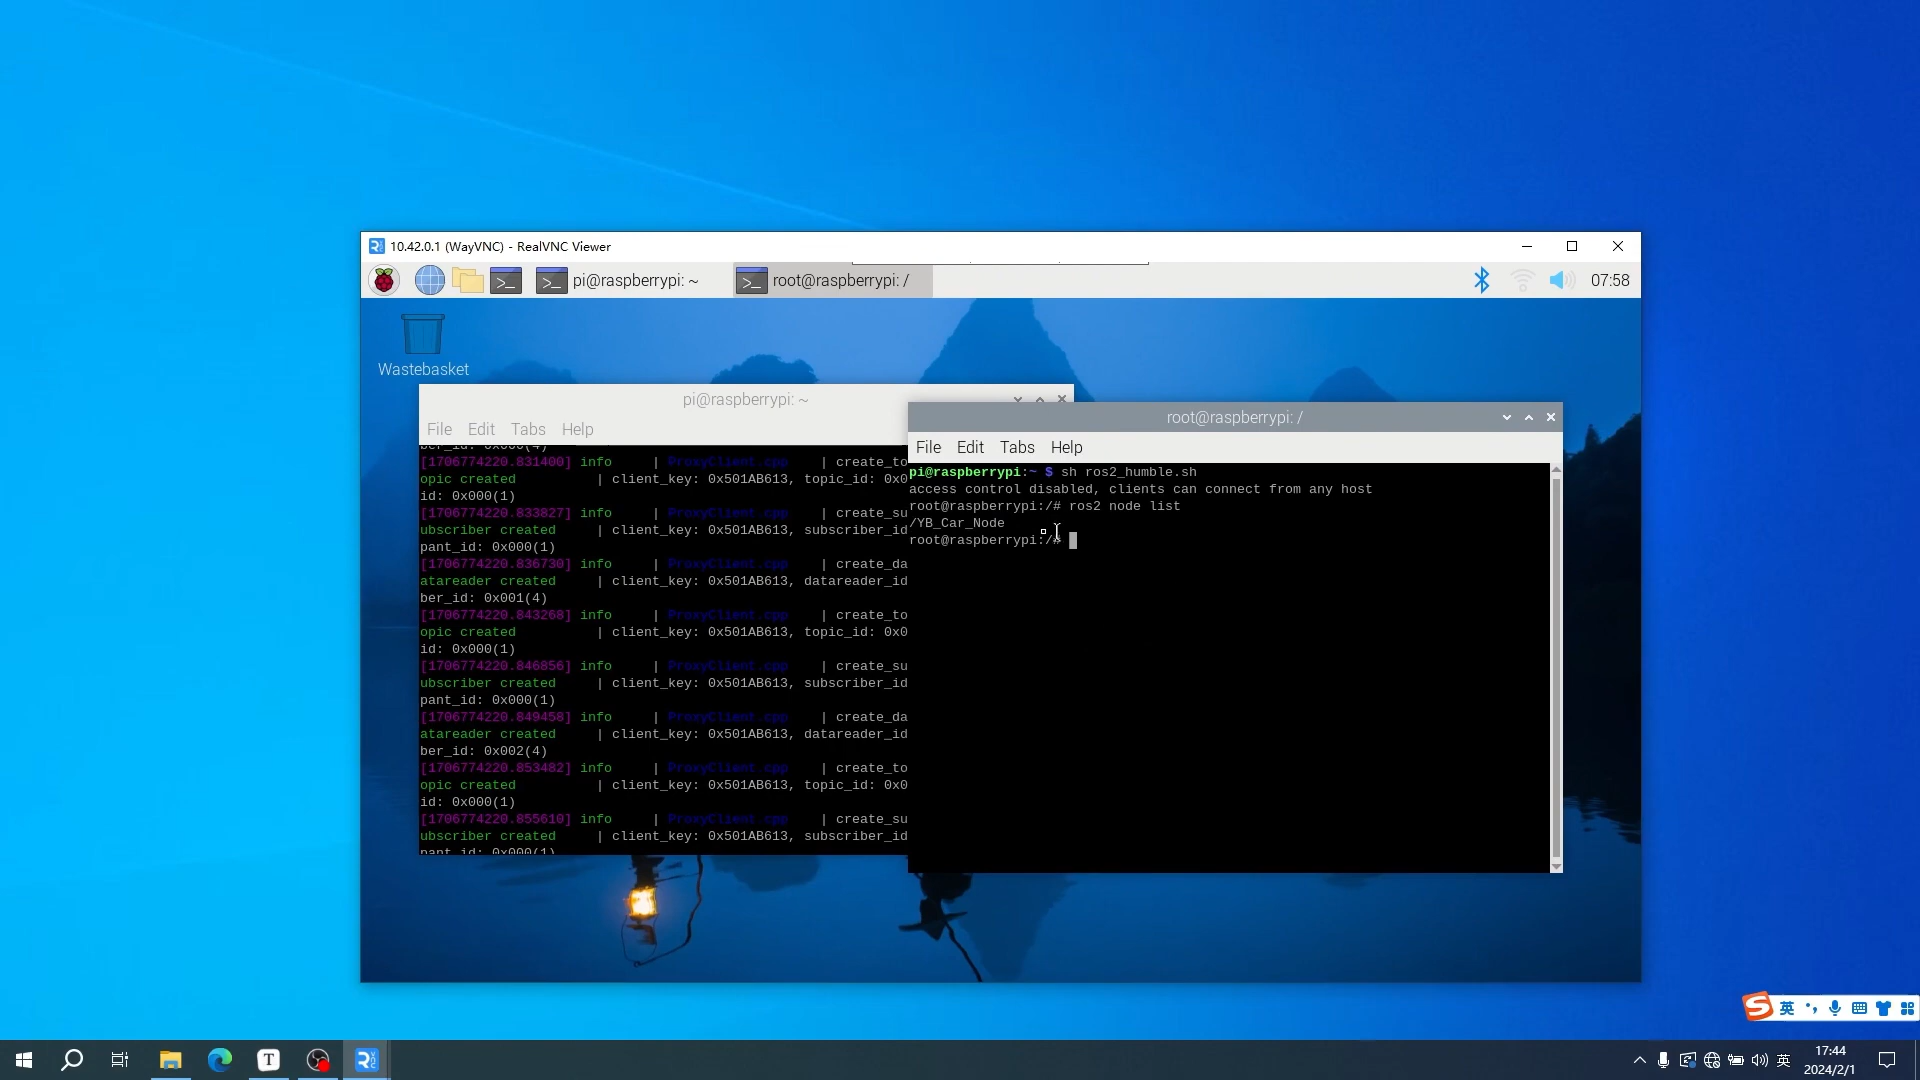 10.42.0.1 (WayVNC) - RealVNC Viewer
pi@raspberrypi: ~
root@raspberrypi: /
07:58
Wastebasket
pi@raspberrypi: ~
File Edit Tabs Help
ber_id: 0x000(4)
[1706774220.831400] info | ProxyClient.cpp | create_to
opic created | client_key: 0x501AB613, topic_id: 0x0
id: 0x000(1)
[1706774220.833827] info | ProxyClient.cpp | create_su
ubscriber created | client_key: 0x501AB613, subscriber_id
pant_id: 0x000(1)
[1706774220.836730] info | ProxyClient.cpp | create_da
atareader created | client_key: 0x501AB613, datareader_id
ber_id: 0x001(4)
[1706774220.843268] info | ProxyClient.cpp | create_to
opic created | client_key: 0x501AB613, topic_id: 0x0
id: 0x000(1)
[1706774220.846856] info | ProxyClient.cpp | create_su
ubscriber created | client_key: 0x501AB613, subscriber_id
pant_id: 0x000(1)
[1706774220.849458] info | ProxyClient.cpp | create_da
atareader created | client_key: 0x501AB613, datareader_id
ber_id: 0x002(4)
[1706774220.853482] info | ProxyClient.cpp | create_to
opic created | client_key: 0x501AB613, topic_id: 0x0
id: 0x000(1)
[1706774220.855610] info | ProxyClient.cpp | create_su
ubscriber created | client_key: 0x501AB613, subscriber_id
pant_id: 0x000(1)
root@raspberrypi: /
File Edit Tabs Help
pi@raspberrypi:~ $ sh ros2_humble.sh
access control disabled, clients can connect from any host
root@raspberrypi:/# ros2 node list
/YB_Car_Node
root@raspberrypi:/#
英
英
17:44
2024/2/1